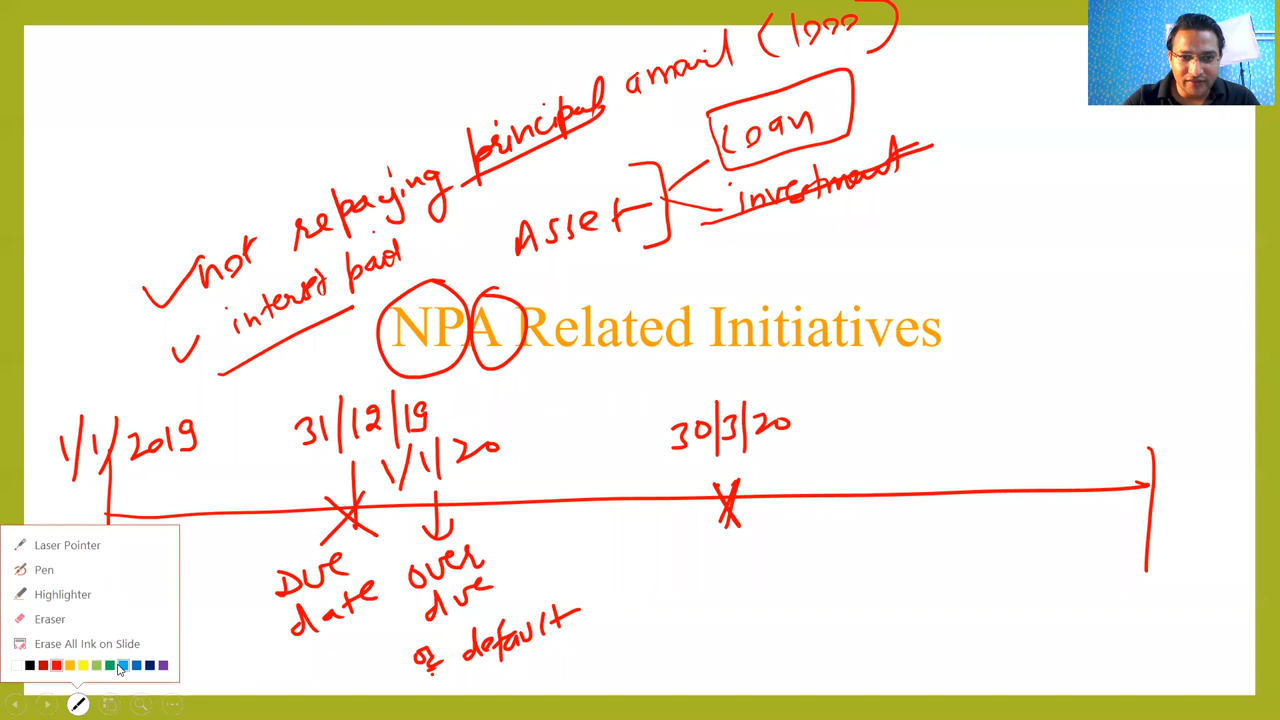 not repaying principal amount (1000)
interst paid
Asset
Loan
investment
NPA Related Initiatives
1/1/2019
31/12/19
1/1/20
30/3/20
Due date
over due
or default
Laser Pointer
Pen
Highlighter
Eraser
Erase All Ink on Slide